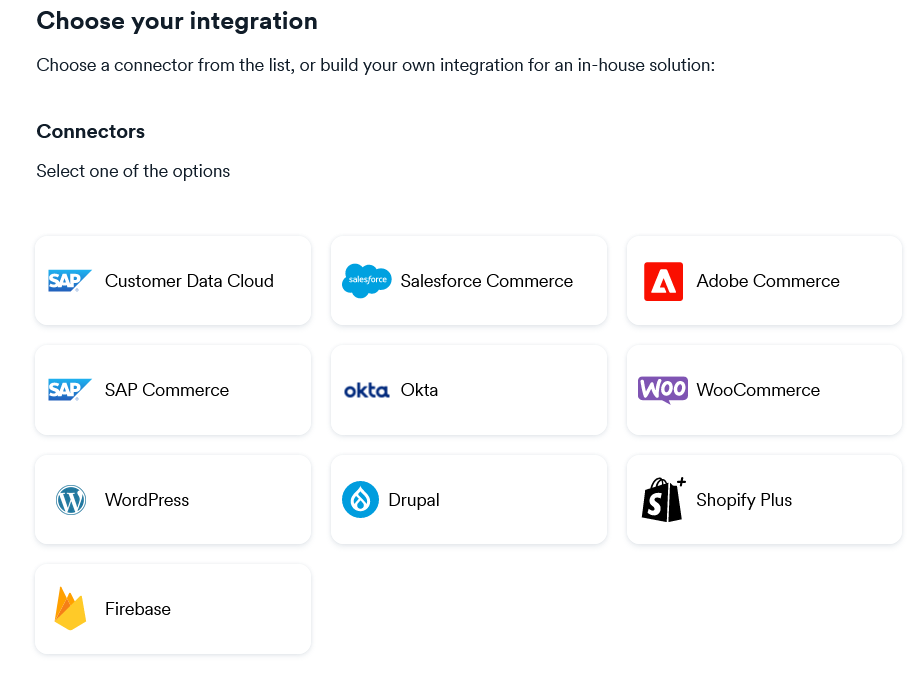 Choose your integration
Choose a connector from the list, or build your own integration for an in-house solution:
Connectors
Select one of the options
SAP Customer Data Cloud
salesforce Salesforce Commerce
Adobe Commerce
SAP SAP Commerce
okta Okta
WOO WooCommerce
WordPress
Drupal
Shopify Plus
Firebase